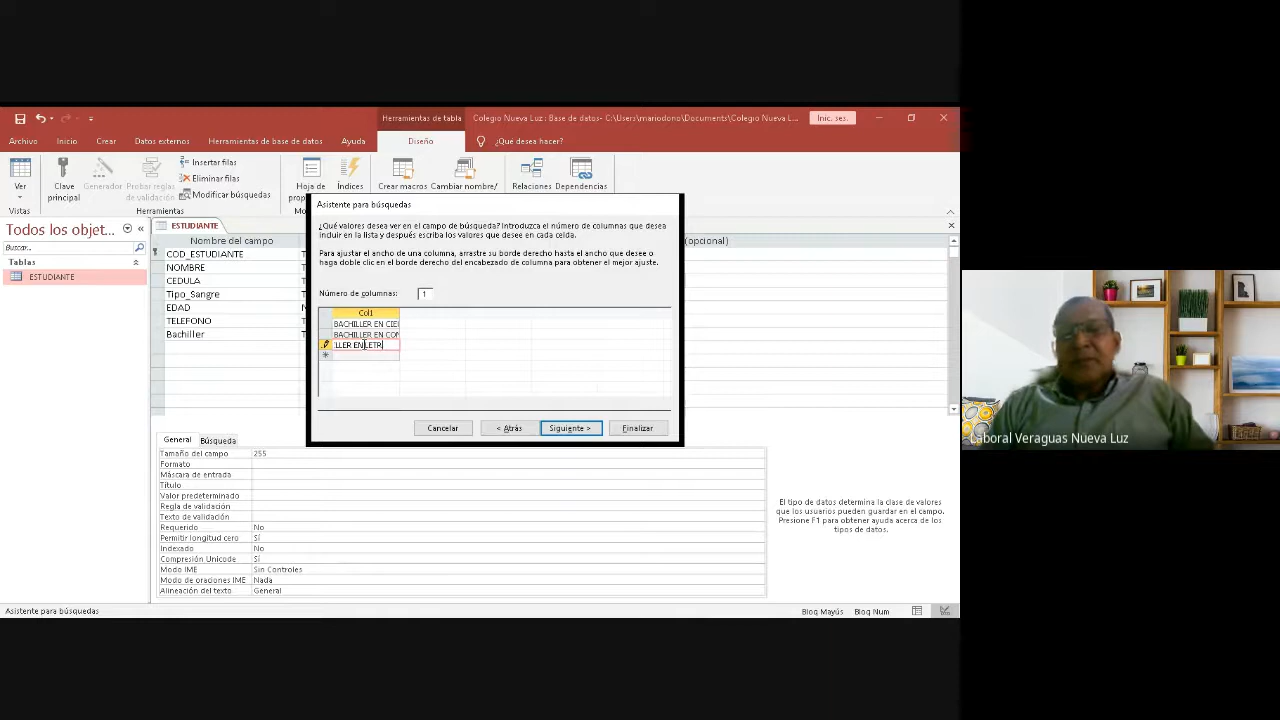 Herramientas de tabla
Colegio Nueva Luz : Base de datos- C:\Users\mariodono\Documents\Colegio Nueva L...
Inic. ses.
Archivo
Inicio
Crear
Datos externos
Herramientas de base de datos
Ayuda
Diseño
¿Qué desea hacer?
Ver
Clave principal
Generador
Probar reglas de validación
Insertar filas
Eliminar filas
Modificar búsquedas
Hoja de
Índices
Crear macros
Cambiar nombre/
Relaciones
Dependencias
Vistas
Herramientas
Todos los objet...
Buscar...
Tablas
ESTUDIANTE
ESTUDIANTE
Nombre del campo
(opcional)
COD_ESTUDIANTE
NOMBRE
CEDULA
Tipo_Sangre
EDAD
TELEFONO
Bachiller
Asistente para búsquedas
¿Qué valores desea ver en el campo de búsqueda? Introduzca el número de columnas que desea
incluir en la lista y después escriba los valores que desee en cada celda.
Para ajustar el ancho de una columna, arrastre su borde derecho hasta el ancho que desee o
haga doble clic en el borde derecho del encabezado de columna para obtener el mejor ajuste.
Número de columnas:
1
Col1
BACHILLER EN CIEN
BACHILLER EN COM
ILLER EN LETR
Cancelar
< Atrás
Siguiente >
Finalizar
General
Búsqueda
Tamaño del campo 255
Formato
Máscara de entrada
Título
Valor predeterminado
Regla de validación
Texto de validación
Requerido No
Permitir longitud cero Sí
Indexado No
Compresión Unicode Sí
Modo IME Sin Controles
Modo de oraciones IME Nada
Alineación del texto General
El tipo de datos determina la clase de valores
que los usuarios pueden guardar en el campo.
Presione F1 para obtener ayuda acerca de los
tipos de datos.
Asistente para búsquedas
Bloq Mayús
Bloq Num
Laboral Veraguas Nueva Luz